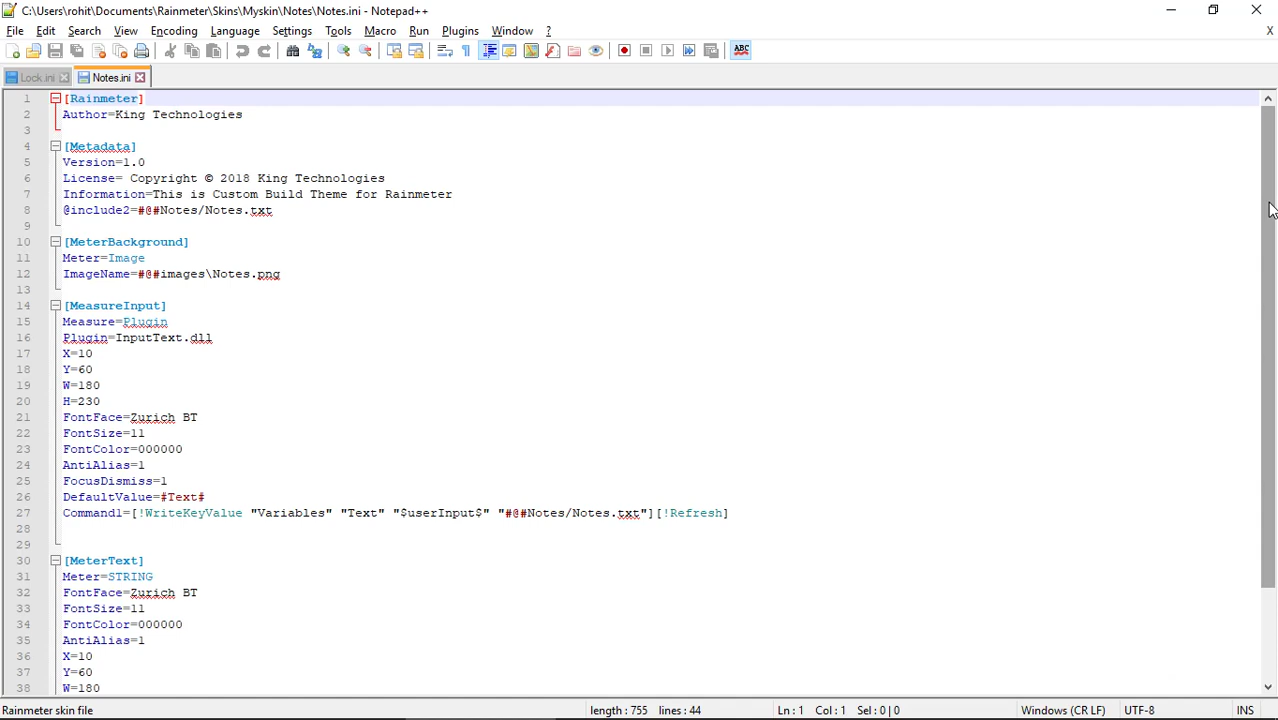 C:\Users\rohit\Documents\Rainmeter\Skins\Myskin\Notes\Notes.ini - Notepad++
File Edit Search View Encoding Language Settings Tools Macro Run Plugins Window ? X
ABC
Lock.ini Notes.ini
1 [Rainmeter]
2 Author=King Technologies
3
4 [Metadata]
5 Version=1.0
6 License= Copyright © 2018 King Technologies
7 Information=This is Custom Build Theme for Rainmeter
8 @include2=#@#Notes/Notes.txt
9
10 [MeterBackground]
11 Meter=Image
12 ImageName=#@#images\Notes.png
13
14 [MeasureInput]
15 Measure=Plugin
16 Plugin=InputText.dll
17 X=10
18 Y=60
19 W=180
20 H=230
21 FontFace=Zurich BT
22 FontSize=11
23 FontColor=000000
24 AntiAlias=1
25 FocusDismiss=1
26 DefaultValue=#Text#
27 Command1=[!WriteKeyValue "Variables" "Text" "$userInput$" "#@#Notes/Notes.txt"][!Refresh]
28
29
30 [MeterText]
31 Meter=STRING
32 FontFace=Zurich BT
33 FontSize=11
34 FontColor=000000
35 AntiAlias=1
36 X=10
37 Y=60
38 W=180
Rainmeter skin file length : 755 lines : 44 Ln : 1 Col : 1 Sel : 0 | 0 Windows (CR LF) UTF-8 INS